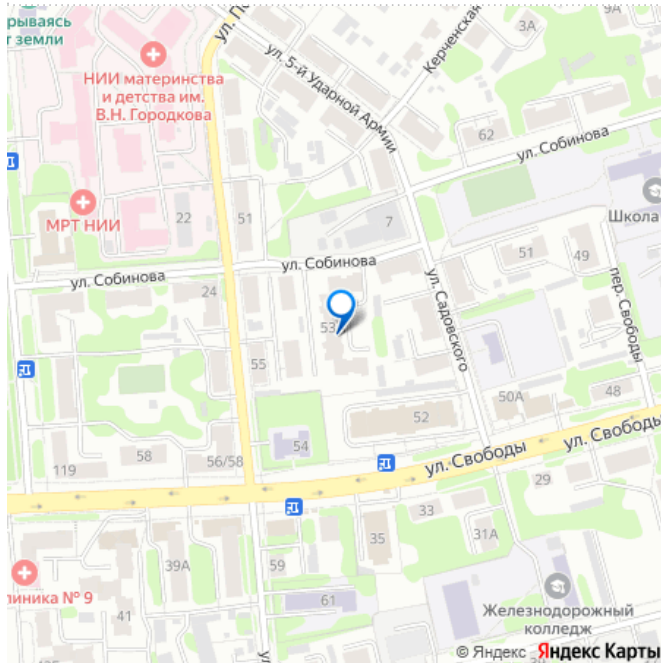 рываясь
т земли
НИИ материнства
и детства им.
В.Н. Городкова
ул. По
ул. 5-й Ударной Армии
Керченская
3А
62
ул. Собинова
Школа
МРТ НИИ
22
51
7
ул. Собинова
ул. Собинова
24
51
49
пер. Свободы
ул. Садовского
53
55
50А
48
52
54
ул. Свободы
ул. Свободы
119
58
56/58
29
33
31А
35
39А
59
линика № 9
41
61
Железнодорожный
колледж
ул
© Яндекс Яндекс Карты